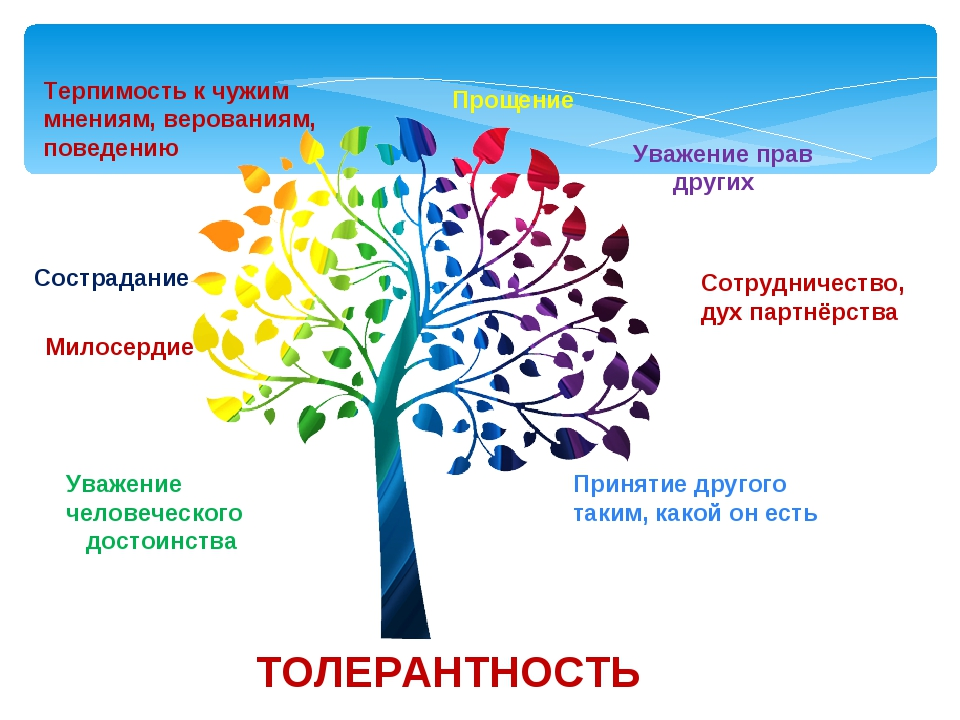 Терпимость к чужим
мнениям, верованиям,
поведению
Прощение
Уважение прав
других
Сострадание
Сотрудничество,
дух партнёрства
Милосердие
Уважение
человеческого
достоинства
Принятие другого
таким, какой он есть
ТОЛЕРАНТНОСТЬ